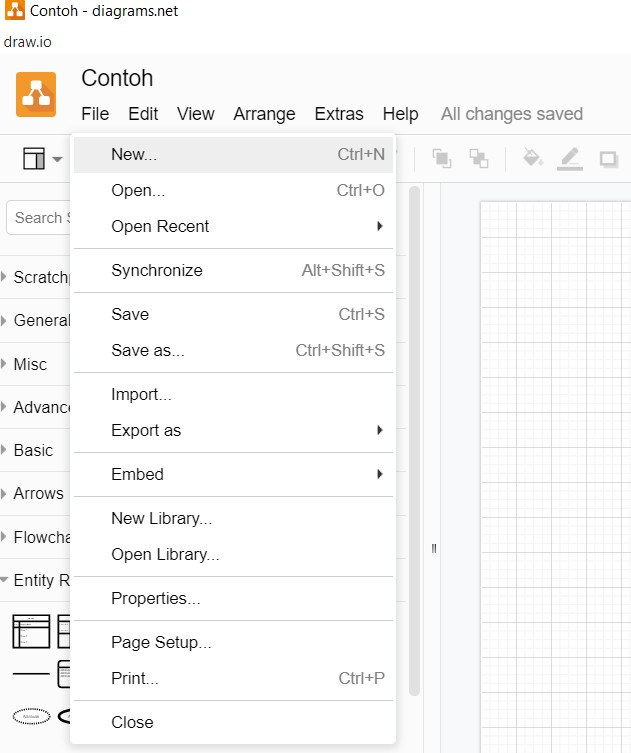 Contoh - diagrams.net
draw.io
Contoh
File Edit View Arrange Extras Help All changes saved
New... Ctrl+N
Open... Ctrl+O
Search
Open Recent
Synchronize Alt+Shift+S
Scratch
General
Save Ctrl+S
Save as... Ctrl+Shift+S
Misc
Import...
Advanc
Export as
Basic
Embed
Arrows
New Library...
Flowcha
Open Library...
Entity R
Properties...
Page Setup...
Print... Ctrl+P
Close